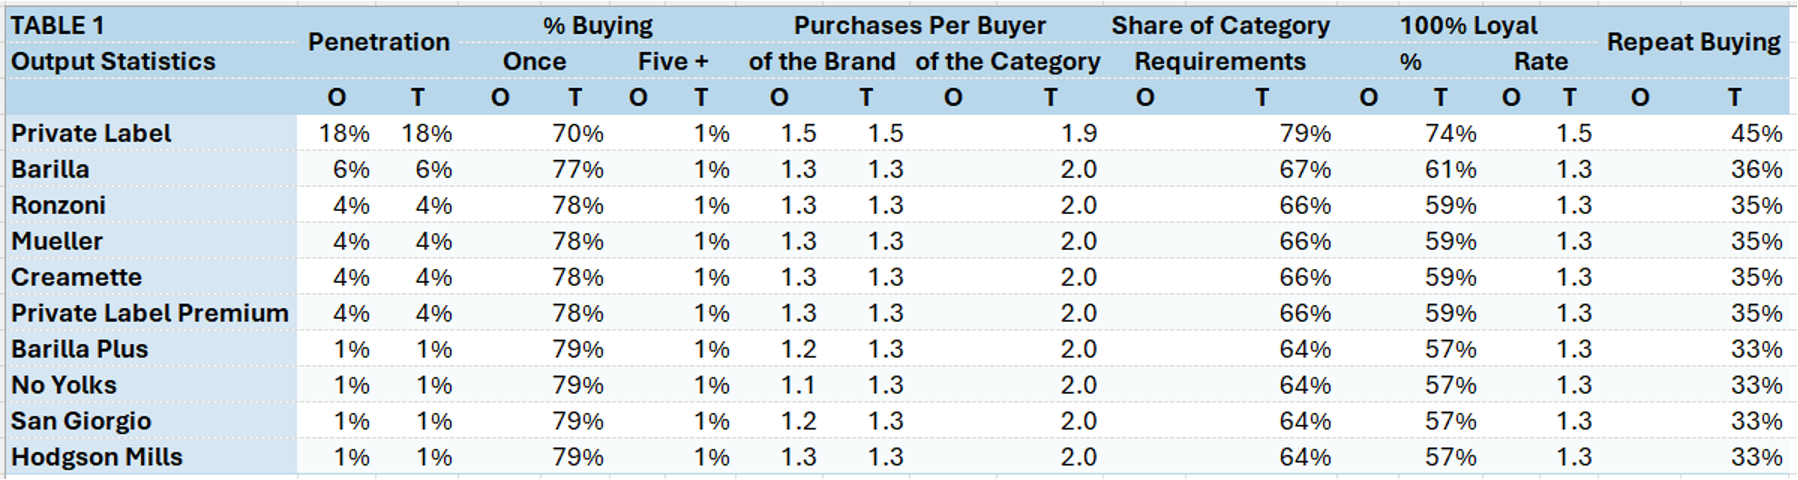 TABLE 1 Penetration % Buying Purchases Per Buyer Share of Category 100% Loyal Repeat Buying
Output Statistics Once Five + of the Brand of the Category Requirements % Rate
O T O T O T O T O T O T O T O T O T
Private Label 18% 18% 70% 1% 1.5 1.5 1.9 79% 74% 1.5 45%
Barilla 6% 6% 77% 1% 1.3 1.3 2.0 67% 61% 1.3 36%
Ronzoni 4% 4% 78% 1% 1.3 1.3 2.0 66% 59% 1.3 35%
Mueller 4% 4% 78% 1% 1.3 1.3 2.0 66% 59% 1.3 35%
Creamette 4% 4% 78% 1% 1.3 1.3 2.0 66% 59% 1.3 35%
Private Label Premium 4% 4% 78% 1% 1.3 1.3 2.0 66% 59% 1.3 35%
Barilla Plus 1% 1% 79% 1% 1.2 1.3 2.0 64% 57% 1.3 33%
No Yolks 1% 1% 79% 1% 1.1 1.3 2.0 64% 57% 1.3 33%
San Giorgio 1% 1% 79% 1% 1.2 1.3 2.0 64% 57% 1.3 33%
Hodgson Mills 1% 1% 79% 1% 1.3 1.3 2.0 64% 57% 1.3 33%